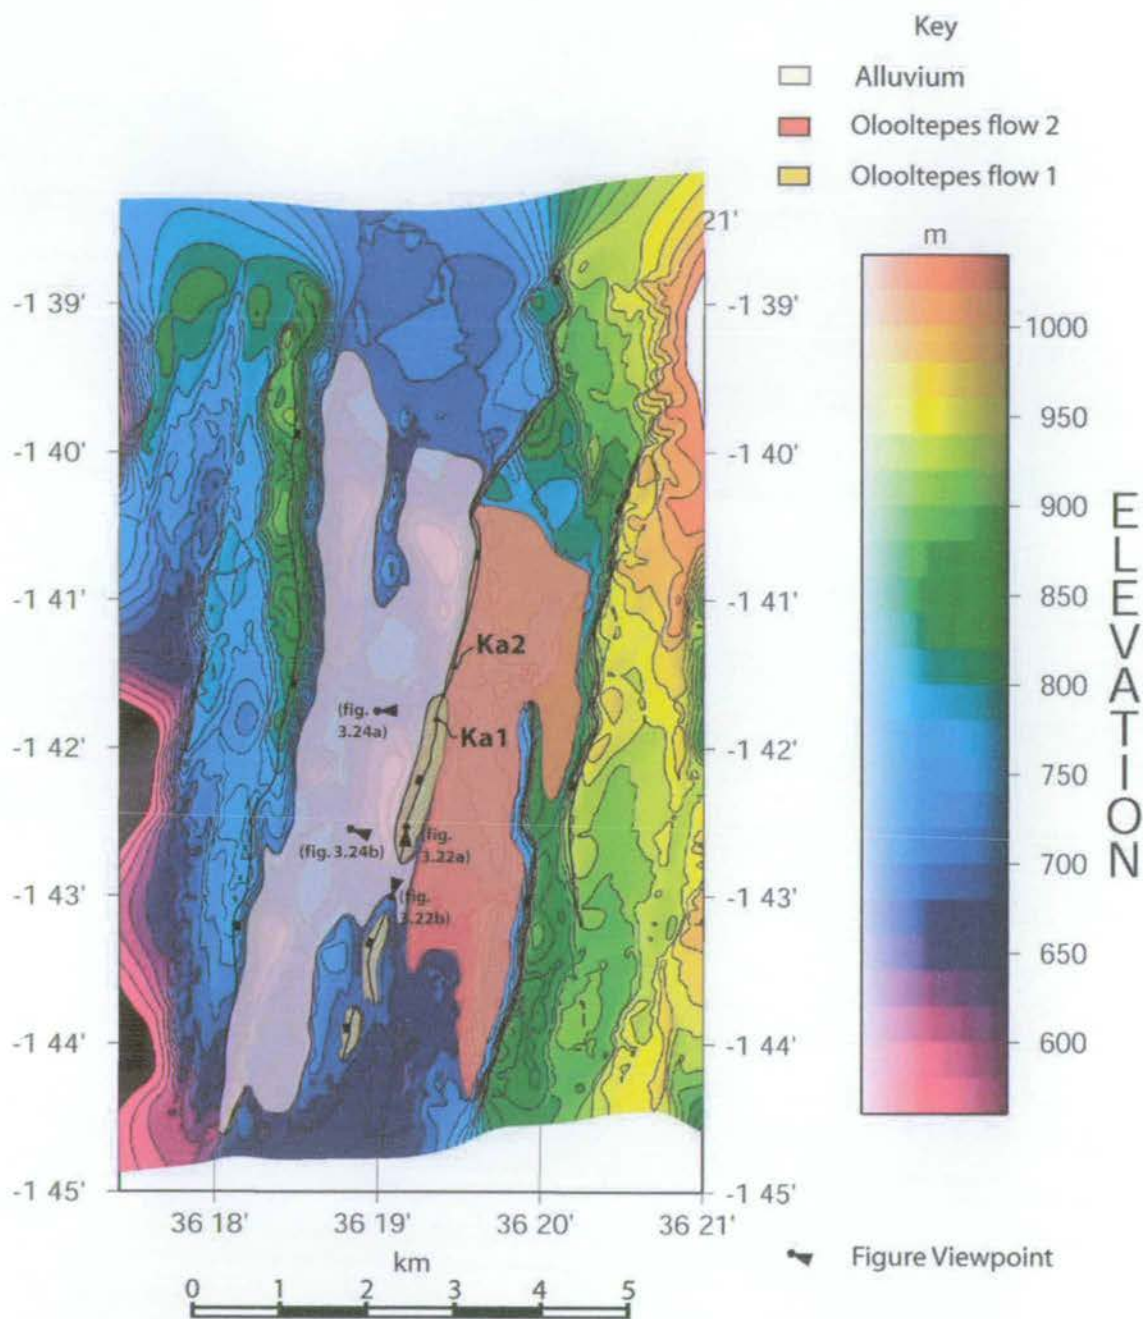 Key
Alluvium
Olooltepes flow 2
Olooltepes flow 1
21'
m
-1 39'
-1 39'
1000
950
-1 40'
-1 40'
900
850
-1 41'
-1 41'
800
Ka2
(fig.
3.24a)
Ka1
-1 42'
-1 42'
750
(fig. 3.24b)
(fig.
3.22a)
700
-1 43'
-1 43'
(fig.
3.22b)
650
-1 44'
-1 44'
600
ELEVATION
-1 45'
-1 45'
36 18'
36 19'
36 20'
36 21'
km
0 1 2 3 4 5
Figure Viewpoint